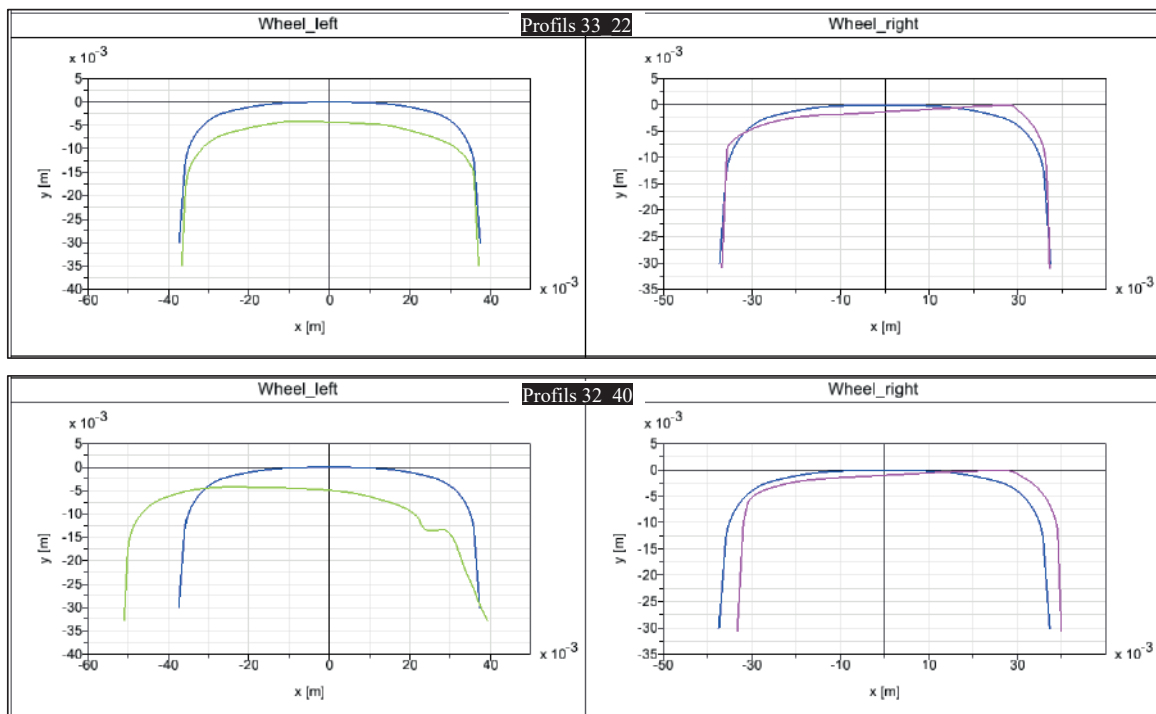 Wheel_left
Profils 33_22
Wheel_right
x 10⁻³
5
0
-5
-10
-15
-20
-25
-30
-35
-40
y [m]
-60
-40
-20
0
20
40
x 10⁻³
x [m]
x 10⁻³
5
0
-5
-10
-15
-20
-25
-30
-35
y [m]
-50
-30
-10
10
30
x 10⁻³
x [m]
Wheel_left
Profils 32_40
Wheel_right
x 10⁻³
5
0
-5
-10
-15
-20
-25
-30
-35
-40
y [m]
-60
-40
-20
0
20
40
x 10⁻³
x [m]
x 10⁻³
5
0
-5
-10
-15
-20
-25
-30
-35
y [m]
-50
-30
-10
10
30
x 10⁻³
x [m]